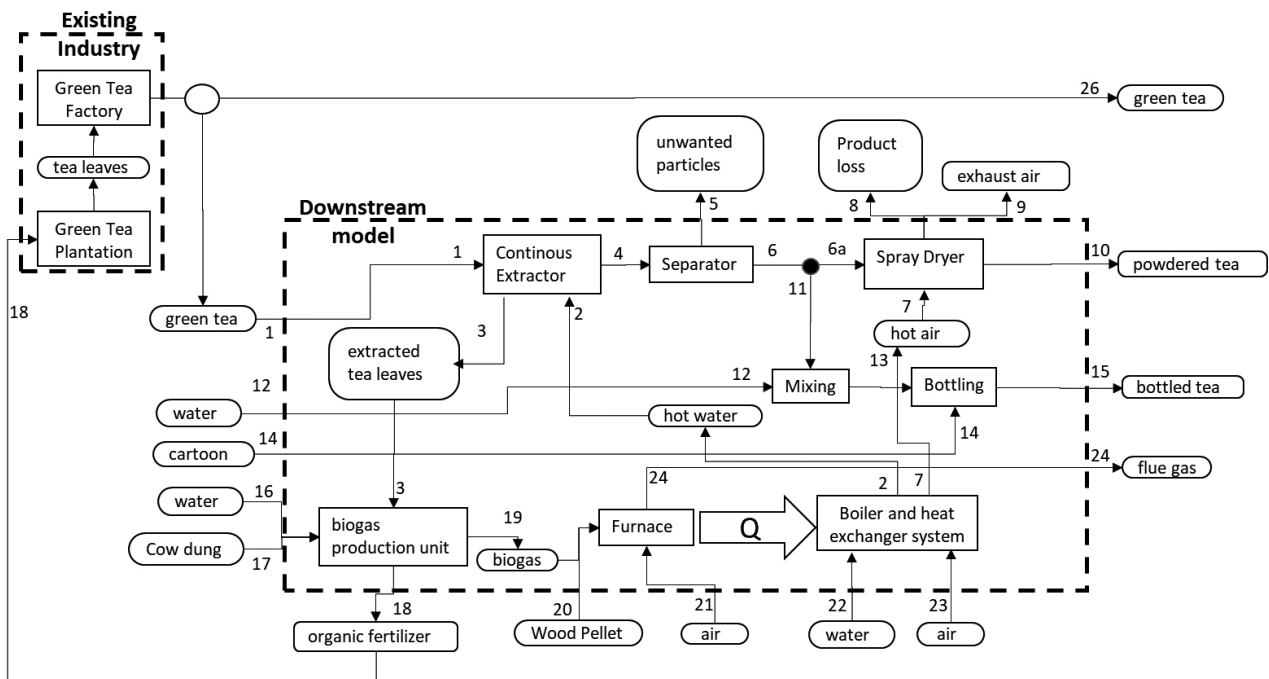 Existing
Industry
Green Tea
Factory
26
green tea
tea leaves
Green Tea
Plantation
unwanted
particles
Product
loss
exhaust air
5
8
9
Downstream
model
1
Continous
Extractor
4
Separator
6
6a
Spray Dryer
10
powdered tea
11
2
7
18
green tea
1
3
extracted
tea leaves
hot air
13
12
12
Mixing
Bottling
15
bottled tea
water
hot water
14
cartoon
14
24
flue gas
24
2
7
3
water
16
Cow dung
17
biogas
production unit
19
biogas
Furnace
Q
Boiler and heat
exchanger system
18
20
21
22
23
organic fertilizer
Wood Pellet
air
water
air